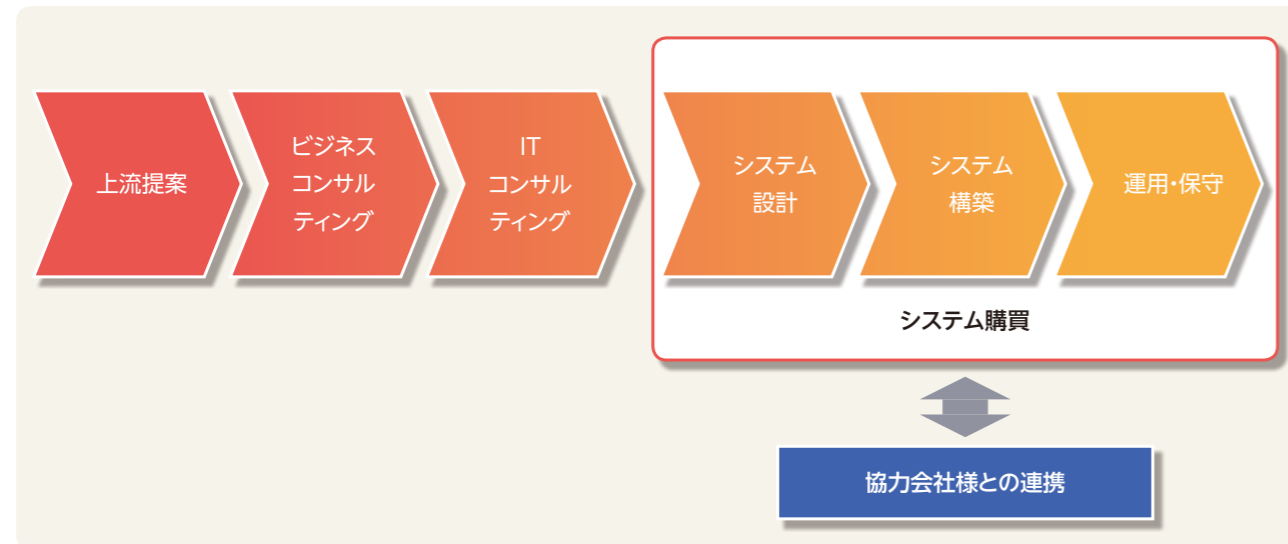 上流提案
ビジネス
コンサル
ティング
IT
コンサル
ティング
システム
設計
システム
構築
運用・保守
システム購買
協力会社様との連携